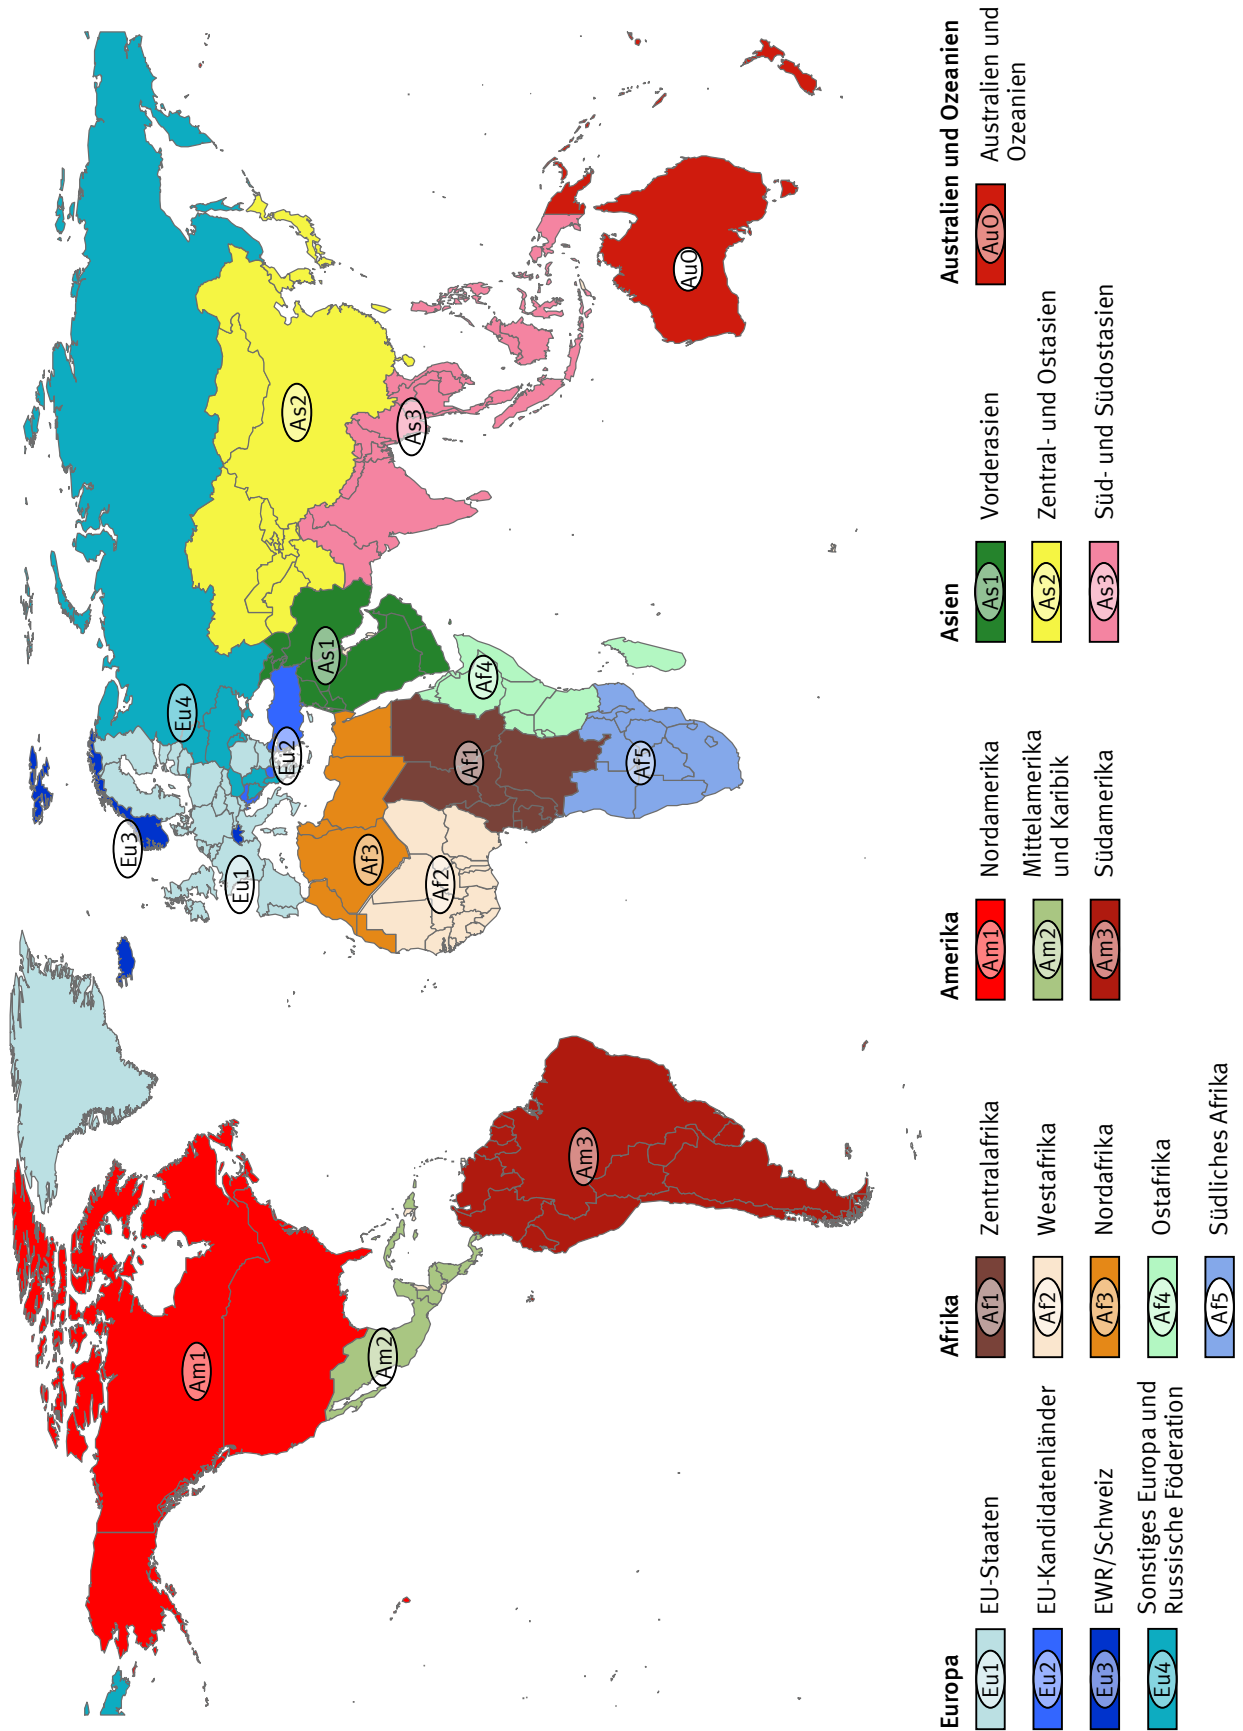 Eu3
Eu4
Eu1
Eu2
Am1
Am2
Am3
Af3
Af2
Af1
Af4
Af5
As1
As2
As3
AuO
Europa
Eu1 EU-Staaten
Eu2 EU-Kandidatenländer
Eu3 EWR/Schweiz
Eu4 Sonstiges Europa und
Russische Föderation
Afrika
Af1 Zentralafrika
Af2 Westafrika
Af3 Nordafrika
Af4 Ostafrika
Af5 Südliches Afrika
Amerika
Am1 Nordamerika
Am2 Mittelamerika
und Karibik
Am3 Südamerika
Asien
As1 Vorderasien
As2 Zentral- und Ostasien
As3 Süd- und Südostasien
Australien und Ozeanien
AuO Australien und
Ozeanien